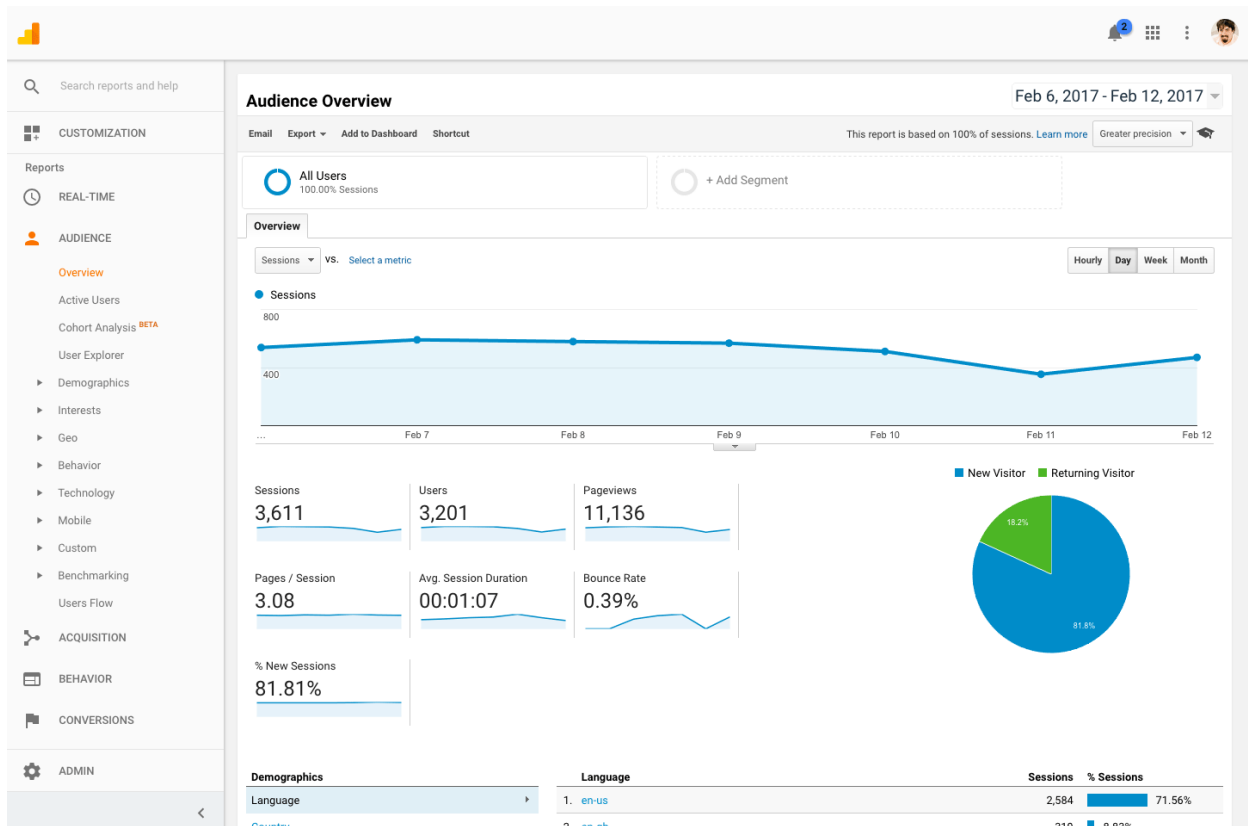 2
Search reports and help
CUSTOMIZATION
Reports
REAL-TIME
AUDIENCE
Overview
Active Users
Cohort Analysis BETA
User Explorer
Demographics
Interests
Geo
Behavior
Technology
Mobile
Custom
Benchmarking
Users Flow
ACQUISITION
BEHAVIOR
CONVERSIONS
ADMIN
Audience Overview
Feb 6, 2017 - Feb 12, 2017
Email Export Add to Dashboard Shortcut
This report is based on 100% of sessions. Learn more Greater precision
All Users
100.00% Sessions
+ Add Segment
Overview
Sessions VS. Select a metric
Hourly Day Week Month
Sessions
800
400
... Feb 7 Feb 8 Feb 9 Feb 10 Feb 11 Feb 12
Sessions
3,611
Users
3,201
Pageviews
11,136
Pages / Session
3.08
Avg. Session Duration
00:01:07
Bounce Rate
0.39%
% New Sessions
81.81%
New Visitor Returning Visitor
18.2%
81.8%
Demographics
Language
Language Sessions % Sessions
1. en-us 2,584 71.56%